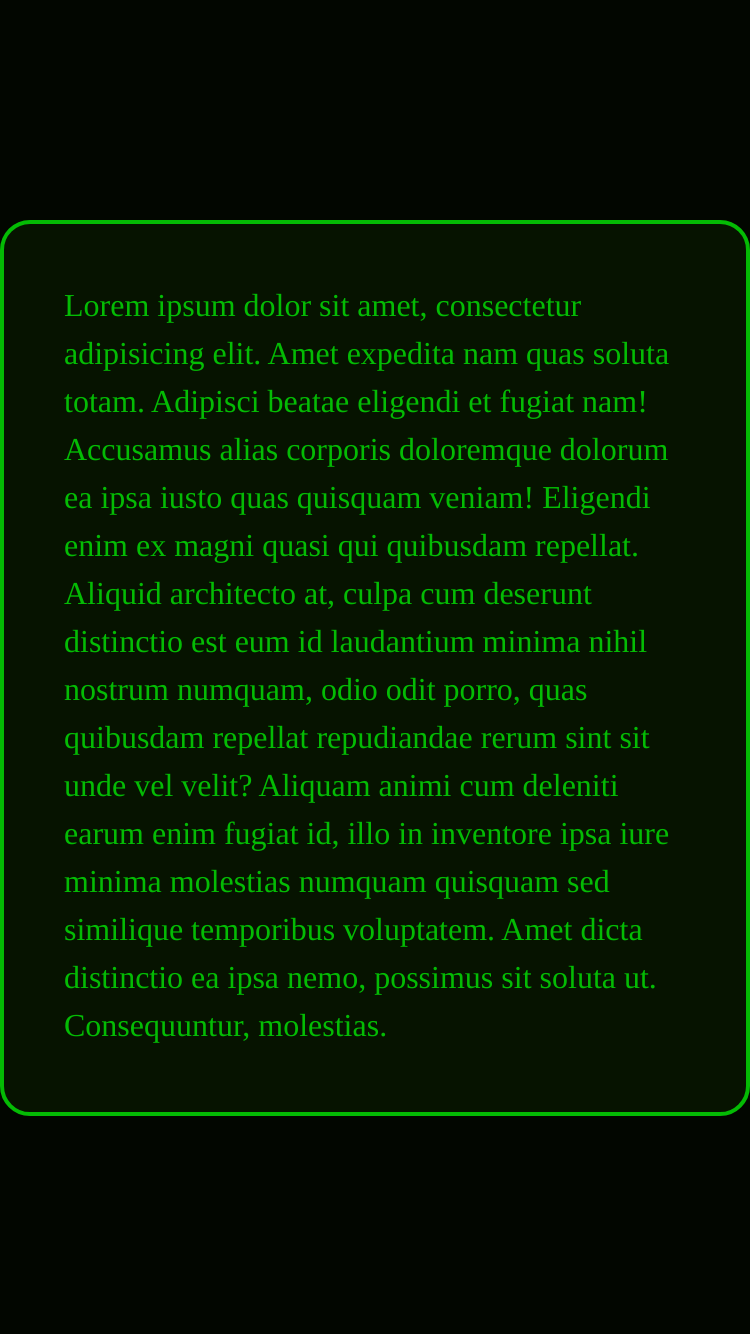 Lorem ipsum dolor sit amet, consectetur
adipisicing elit. Amet expedita nam quas soluta
totam. Adipisci beatae eligendi et fugiat nam!
Accusamus alias corporis doloremque dolorum
ea ipsa iusto quas quisquam veniam! Eligendi
enim ex magni quasi qui quibusdam repellat.
Aliquid architecto at, culpa cum deserunt
distinctio est eum id laudantium minima nihil
nostrum numquam, odio odit porro, quas
quibusdam repellat repudiandae rerum sint sit
unde vel velit? Aliquam animi cum deleniti
earum enim fugiat id, illo in inventore ipsa iure
minima molestias numquam quisquam sed
similique temporibus voluptatem. Amet dicta
distinctio ea ipsa nemo, possimus sit soluta ut.
Consequuntur, molestias.